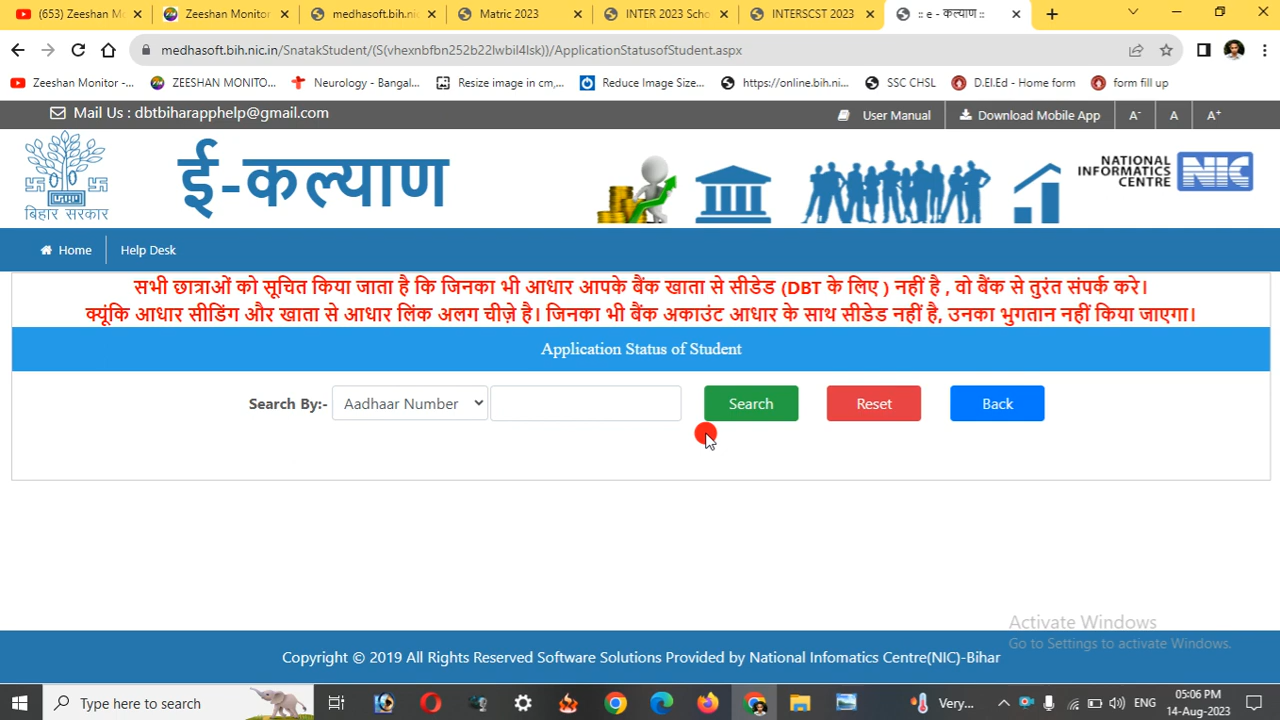 (653) Zeeshan Mo
Zeeshan Monitor
medhasoft.bih.nic
Matric 2023
INTER 2023 Scho
INTERSCST 2023
:: e - कल्याण ::
medhasoft.bih.nic.in/SnatakStudent/(S(vhexnbfbn252b22lwbil4lsk))/ApplicationStatusofStudent.aspx
Zeeshan Monitor -...
ZEESHAN MONITO...
Neurology - Bangal...
Resize image in cm,...
Reduce Image Size...
https://online.bih.ni...
SSC CHSL
D.El.Ed - Home form
form fill up
Mail Us : dbtbiharapphelp@gmail.com
User Manual
Download Mobile App
A-
A
A+
बिहार सरकार
ई-कल्याण
NATIONAL
INFORMATICS
CENTRE
NIC
Home
Help Desk
सभी छात्राओं को सूचित किया जाता है कि जिनका भी आधार आपके बैंक खाता से सीडेड (DBT के लिए ) नहीं है , वो बैंक से तुरंत संपर्क करे।
क्यूंकि आधार सीडिंग और खाता से आधार लिंक अलग चीज़े है। जिनका भी बैंक अकाउंट आधार के साथ सीडेड नहीं है, उनका भुगतान नहीं किया जाएगा।
Application Status of Student
Search By:-
Aadhaar Number
Search
Reset
Back
Activate Windows
Go to Settings to activate Windows.
Copyright © 2019 All Rights Reserved Software Solutions Provided by National Infomatics Centre(NIC)-Bihar
Type here to search
Very...
ENG
05:06 PM
14-Aug-2023